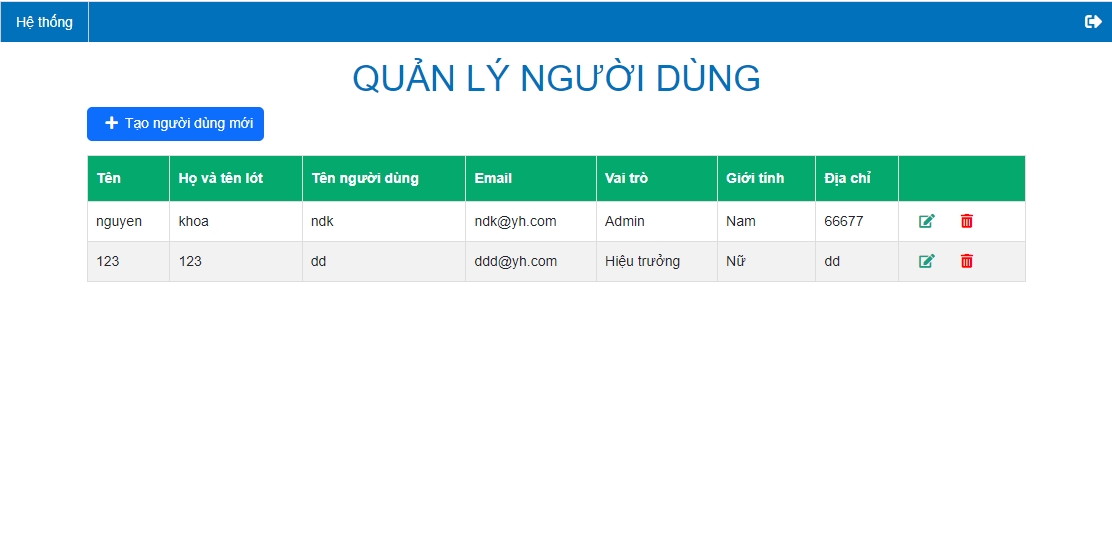 Hệ thống
QUẢN LÝ NGƯỜI DÙNG
Tạo người dùng mới
Tên Họ và tên lót Tên người dùng Email Vai trò Giới tính Địa chỉ
nguyen khoa ndk ndk@yh.com Admin Nam 66677
123 123 dd ddd@yh.com Hiệu trưởng Nữ dd